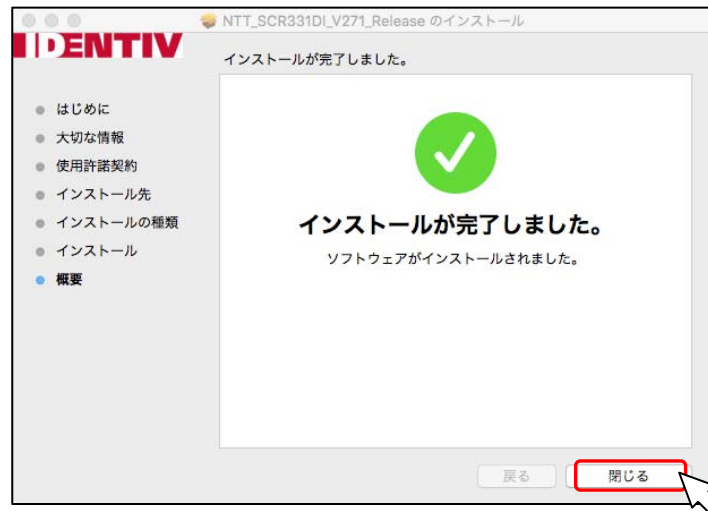 NTT_SCR331DI_V271_Release のインストール
IDENTIV
インストールが完了しました。
はじめに
大切な情報
使用許諾契約
インストール先
インストールの種類
インストール
概要
インストールが完了しました。
ソフトウェアがインストールされました。
戻る
閉じる